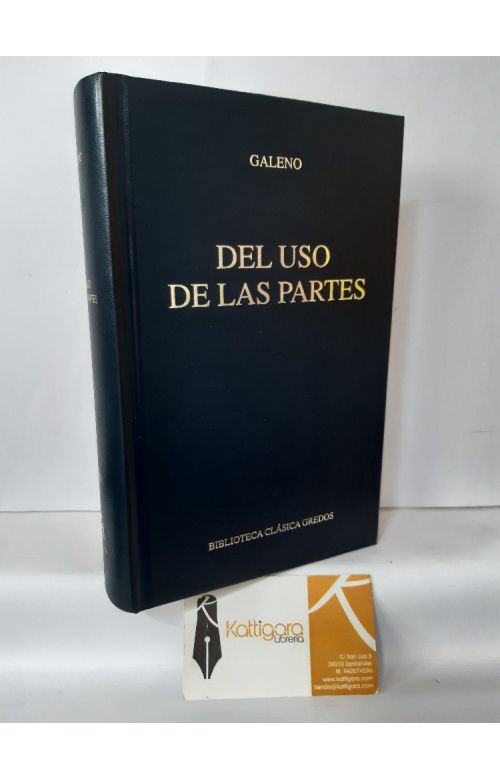 GALENO
DEL USO
DE LAS PARTES
BIBLIOTECA CLÁSICA GREDOS
Kattigara
Librería
C/ San Luis 5
39010 Santander
www.kattigara.com
tienda@kattigara.com